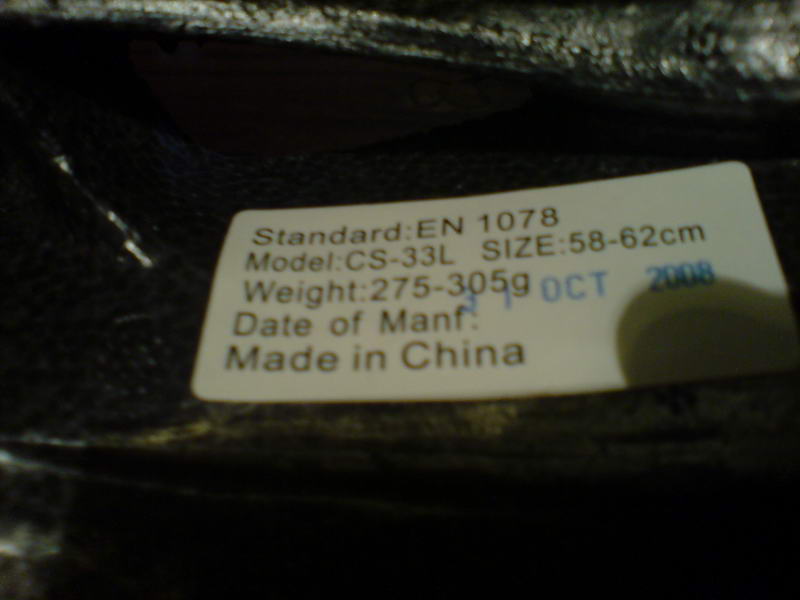 Standard:EN 1078
Model:CS-33L SIZE:58-62cm
Weight:275-305g
31 OCT 2008
Date of Manf:
Made in China